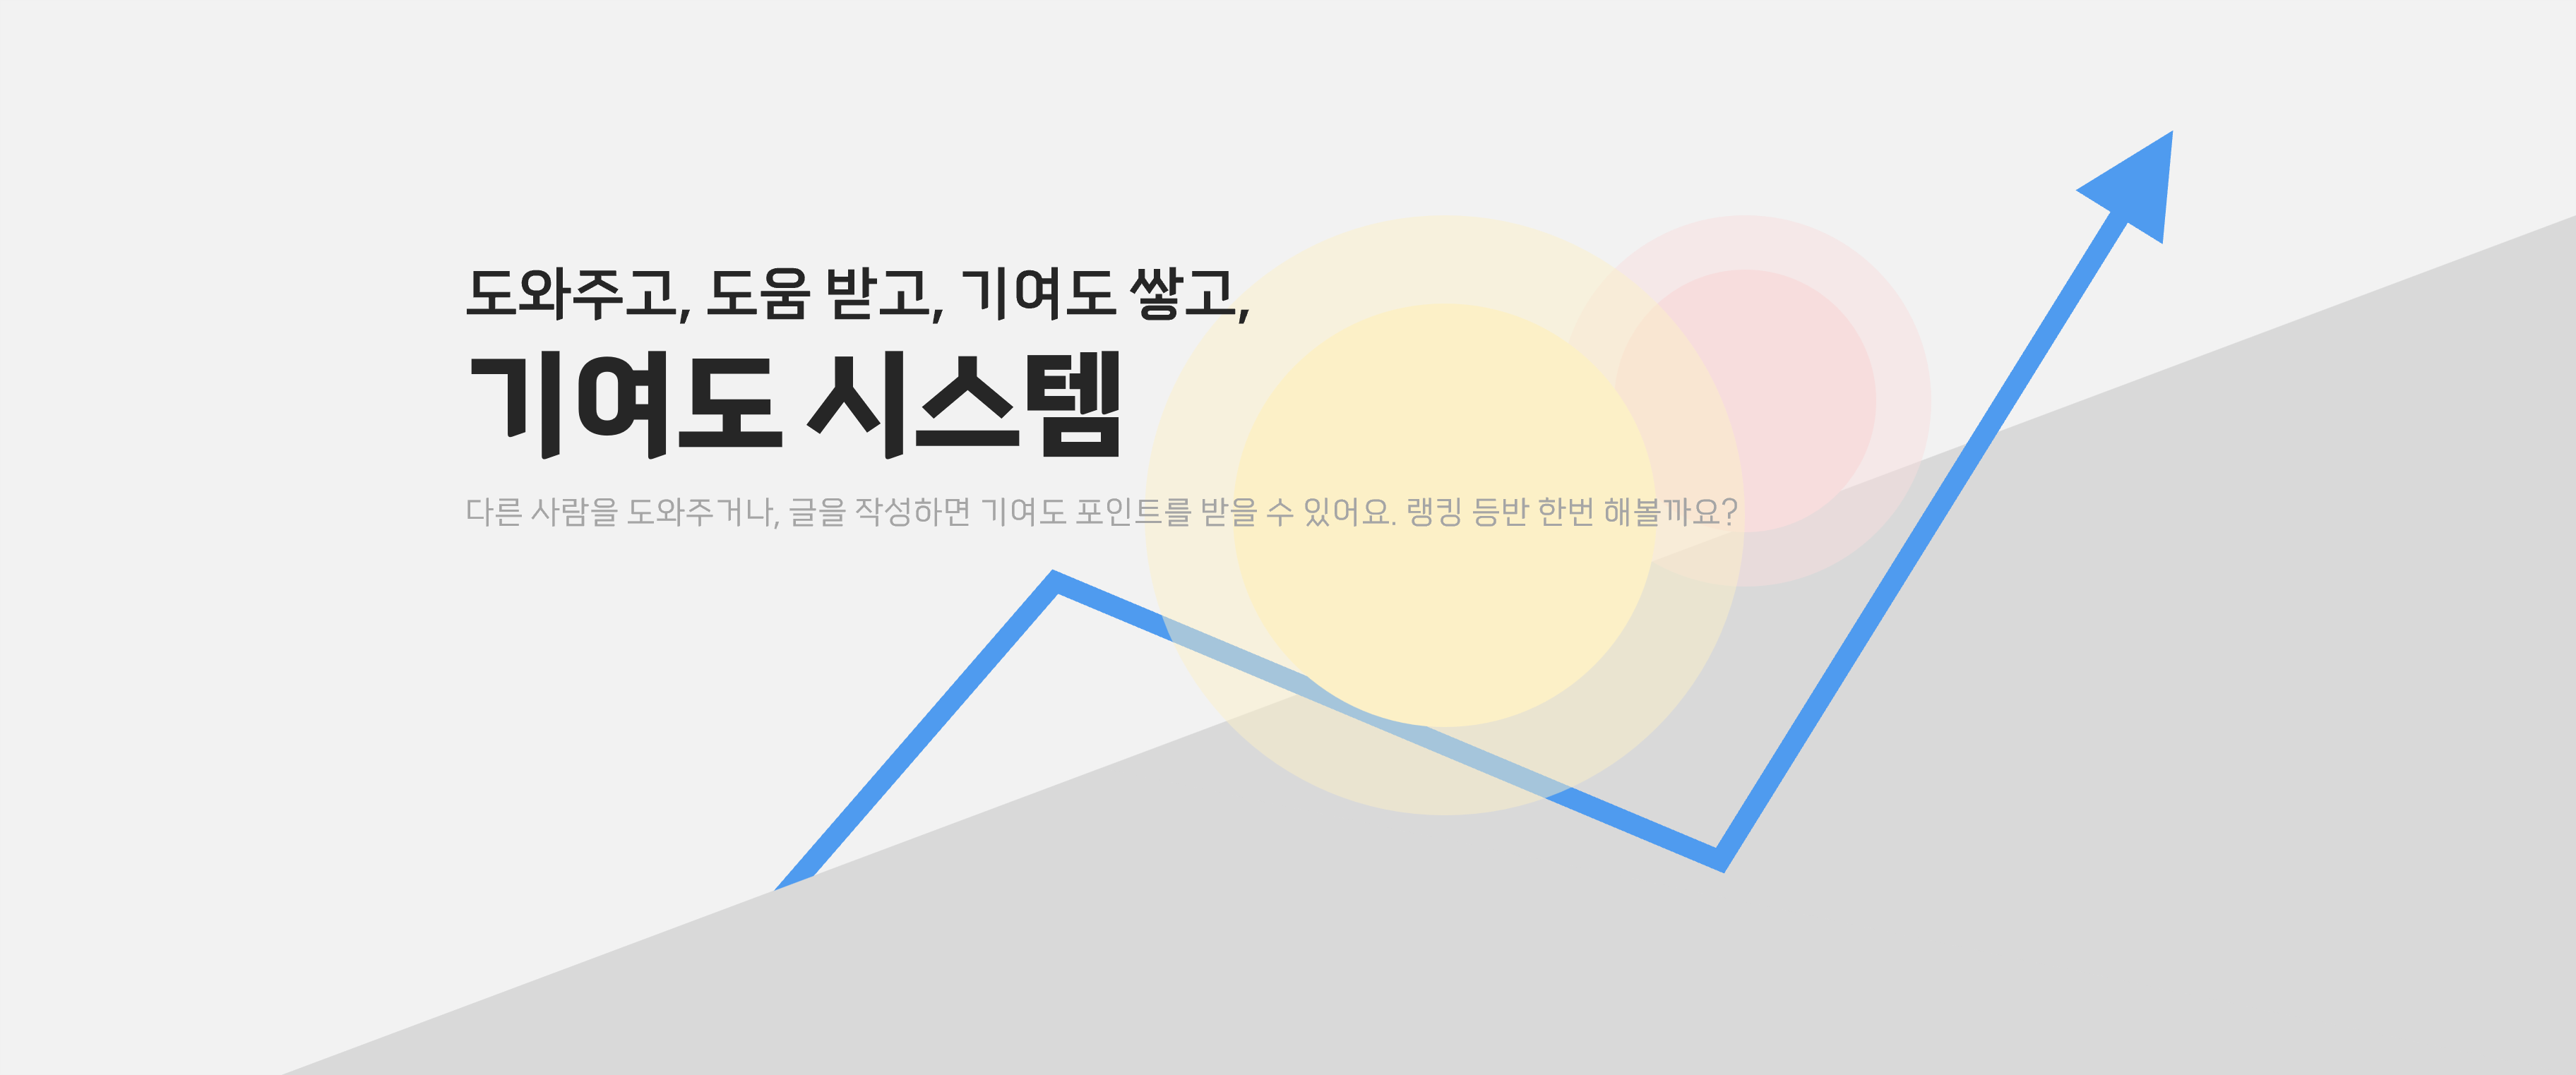 도와주고, 도움 받고, 기여도 쌓고,
기여도 시스템
다른 사람을 도와주거나, 글을 작성하면 기여도 포인트를 받을 수 있어요. 랭킹 등반 한번 해볼까요?